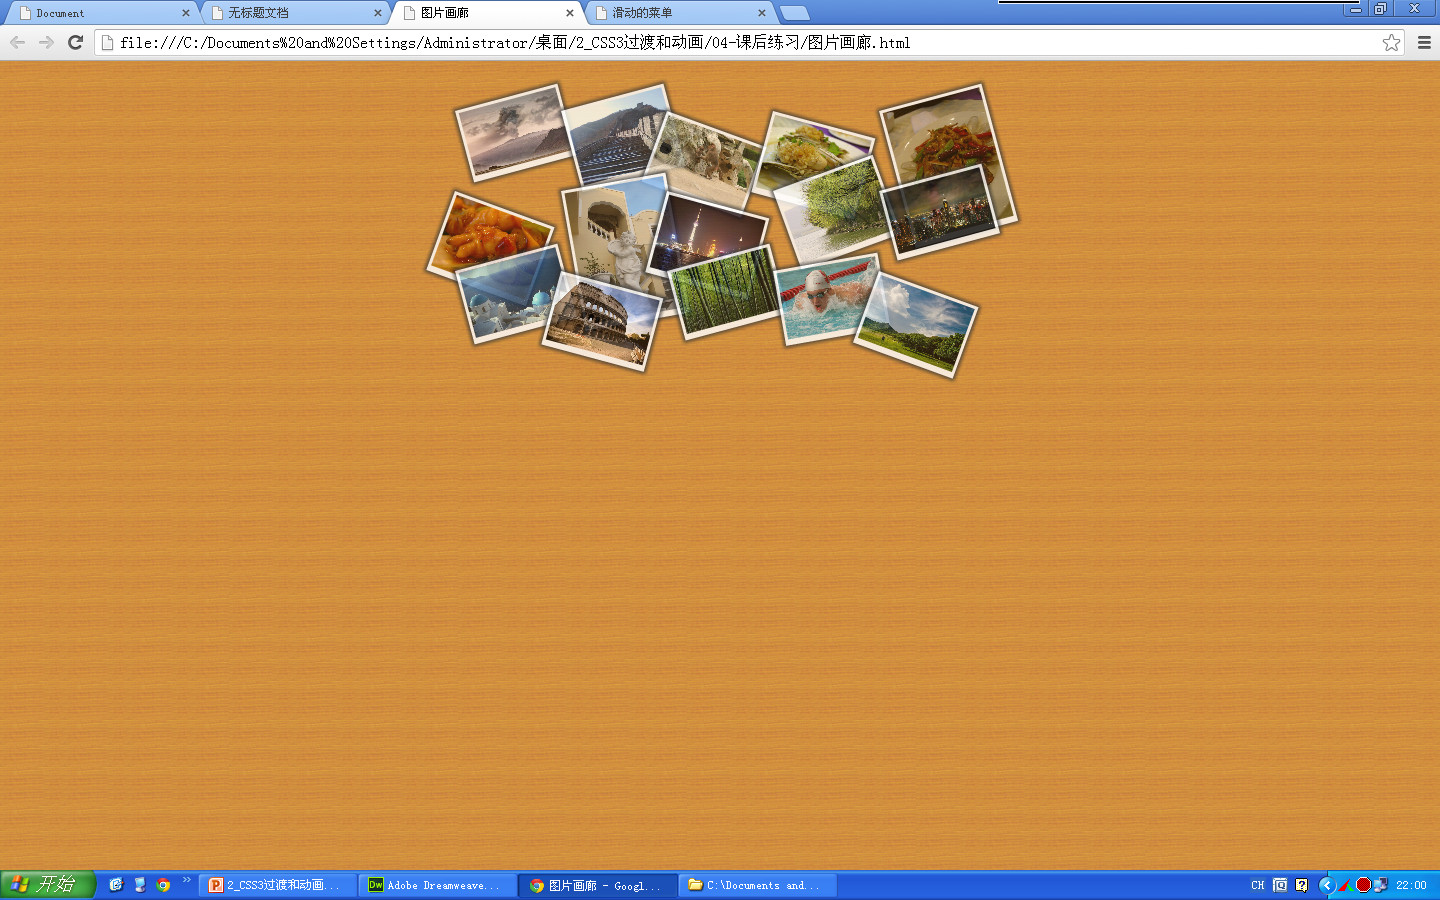 Document
无标题文档
图片画廊
滑动的菜单
file:///C:/Documents%20and%20Settings/Administrator/桌面/2_CSS3过渡和动画/04-课后练习/图片画廊.html
开始
2_CSS3过渡和动画...
Adobe Dreamweave...
图片画廊 - Googl...
C:\Documents and...
CH
22:00